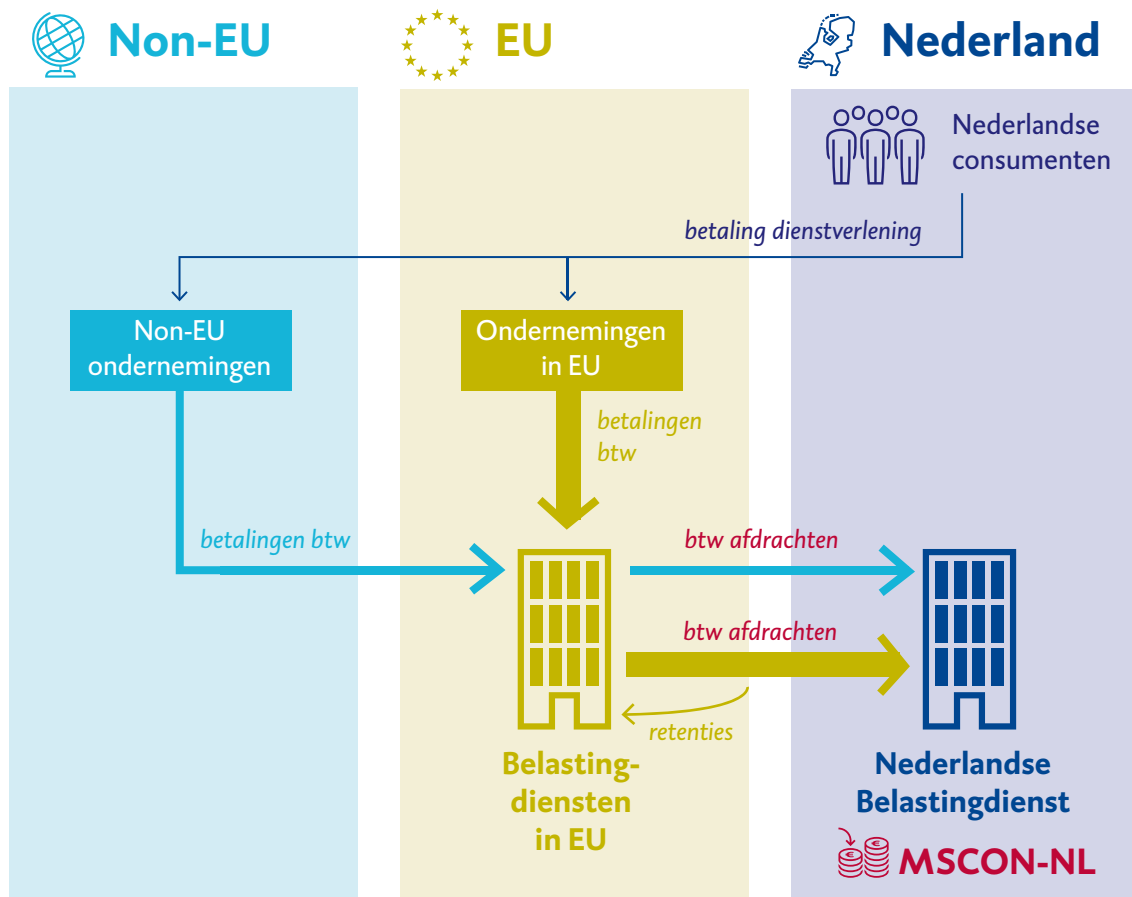 Non-EU
EU
Nederland
Nederlandse
consumenten
betaling dienstverlening
Non-EU
ondernemingen
Ondernemingen
in EU
betalingen
btw
betalingen btw
btw afdrachten
btw afdrachten
retenties
Belasting-
diensten
in EU
Nederlandse
Belastingdienst
€ €
MSCON-NL